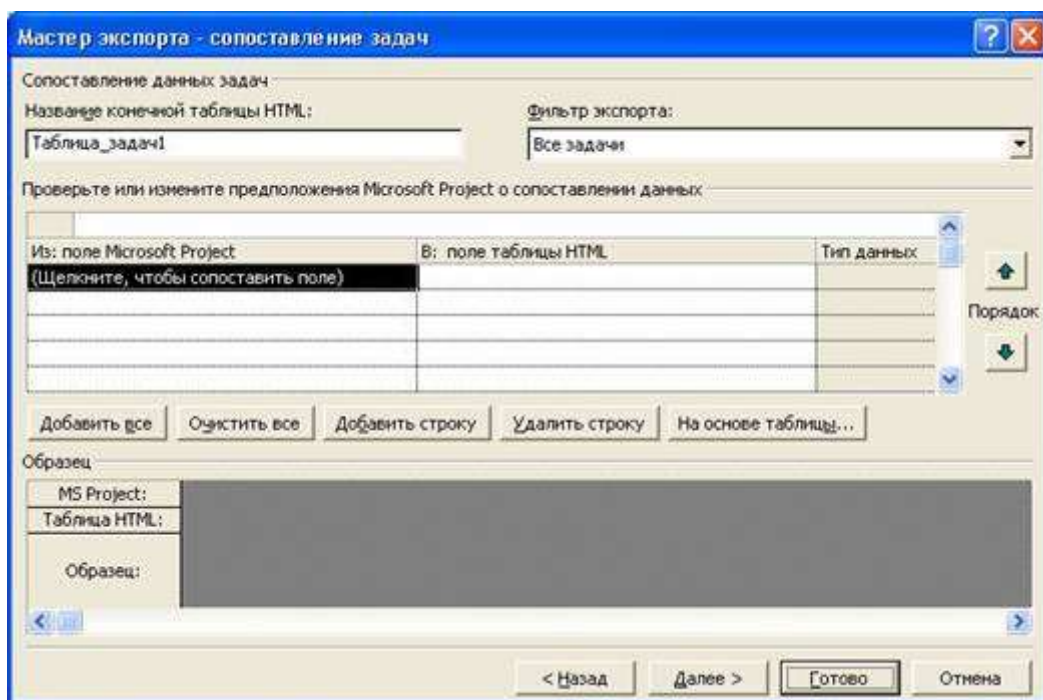 Мастер экспорта - сопоставление задач
Сопоставление данных задач
Название конечной таблицы HTML:
Фильтр экспорта:
Таблица_задач1
Все задачи
Проверьте или измените предположения Microsoft Project о сопоставлении данных
Из: поле Microsoft Project
В: поле таблицы HTML
Тип данных
(Щелкните, чтобы сопоставить поле)
Порядок
Добавить все
Очистить все
Добавить строку
Удалить строку
На основе таблицы...
Образец
MS Project:
Таблица HTML:
Образец:
< Назад
Далее >
Готово
Отмена